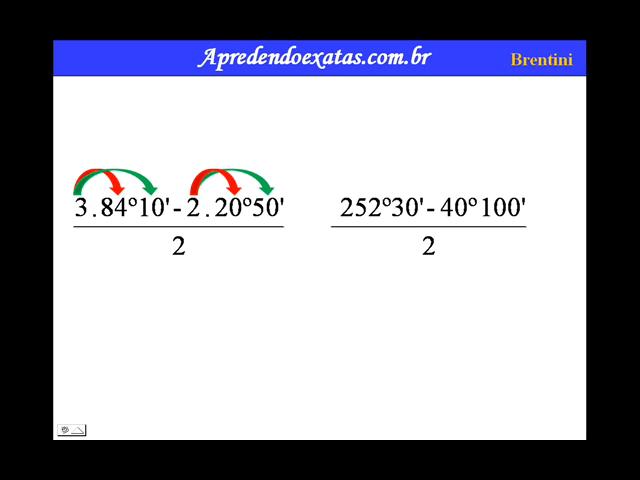 Apredendoexatas.com.br
Brentini
3.84º10'-2.20º50'
2
252º30'-40º100'
2